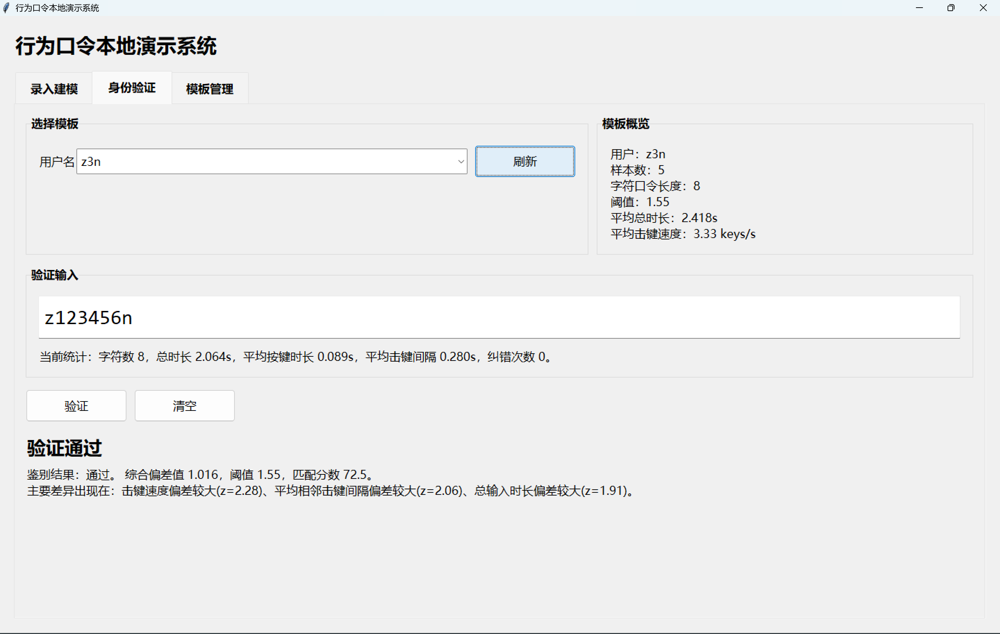 行为口令本地演示系统
行为口令本地演示系统
录入建模 身份验证 模板管理
选择模板
用户名 z3n 刷新
模板概览
用户：z3n
样本数：5
字符口令长度：8
阈值：1.55
平均总时长：2.418s
平均击键速度：3.33 keys/s
验证输入
z123456n
当前统计：字符数 8，总时长 2.064s，平均按键时长 0.089s，平均击键间隔 0.280s，纠错次数 0。
验证 清空
验证通过
鉴别结果：通过。 综合偏差值 1.016，阈值 1.55，匹配分数 72.5。
主要差异出现在：击键速度偏差较大(z=2.28)、平均相邻击键间隔偏差较大(z=2.06)、总输入时长偏差较大(z=1.91)。